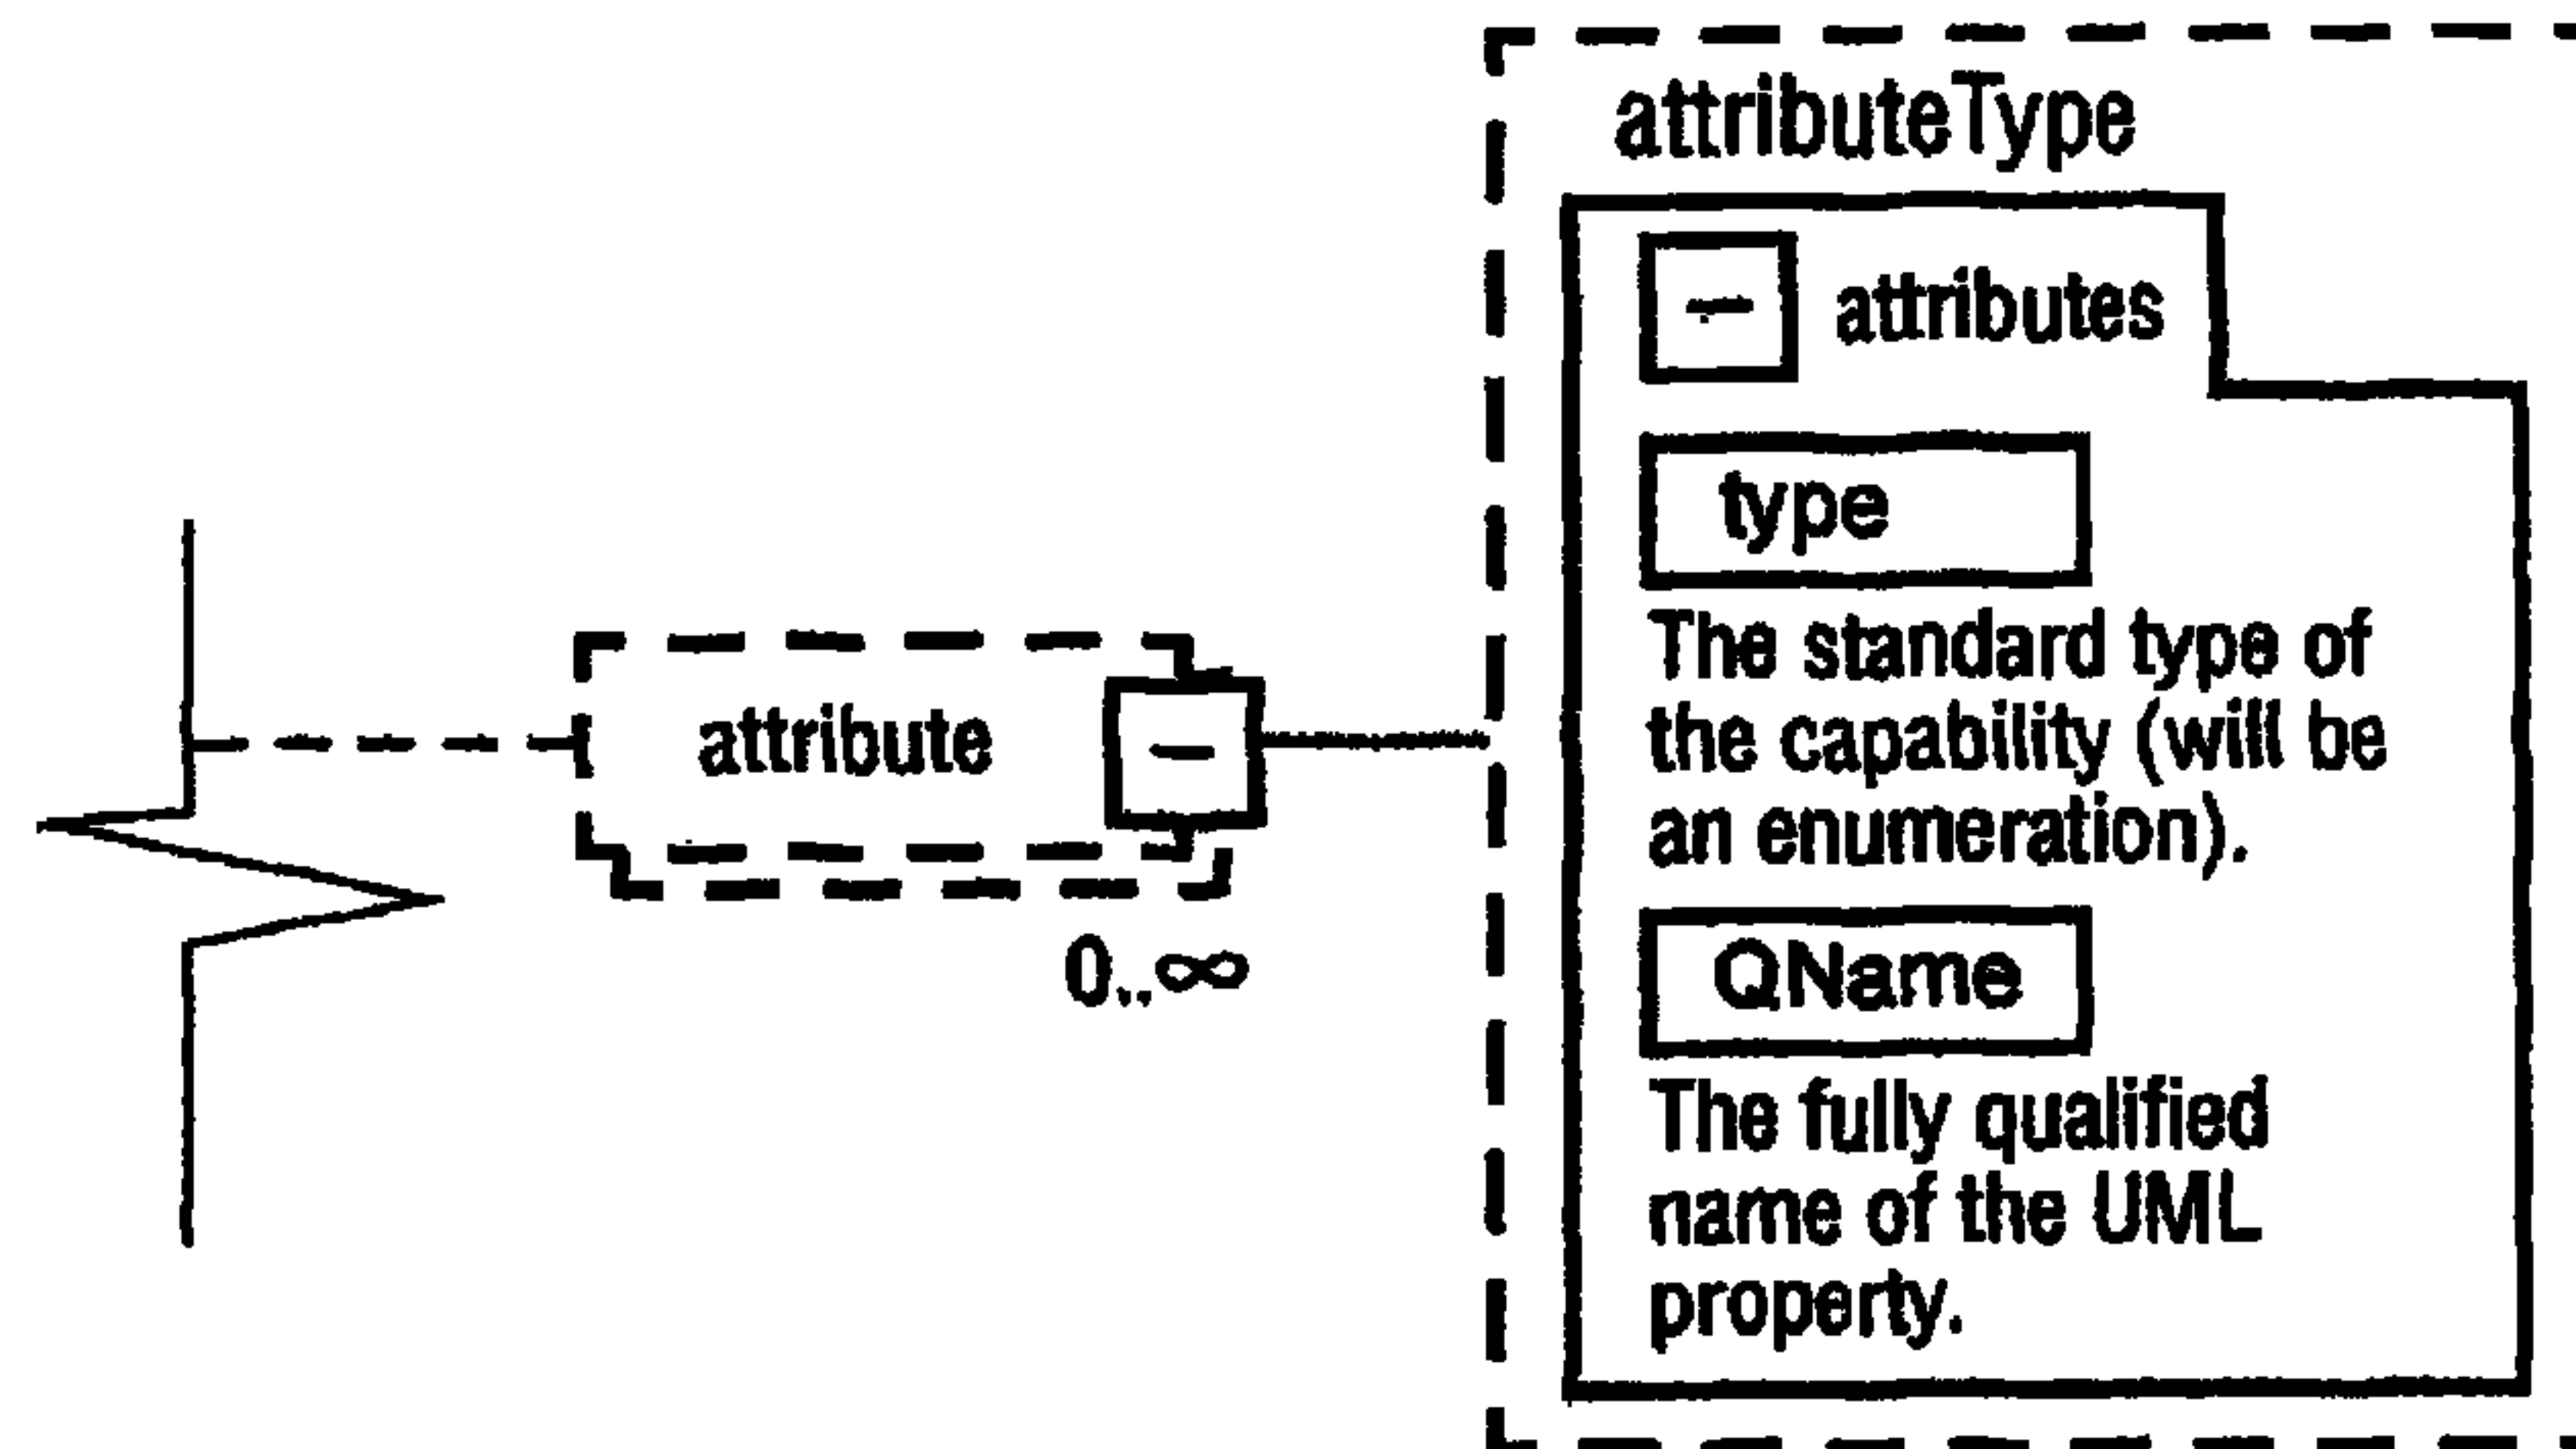 attributeType
attributes
type
The standard type of
the capability (will be
an enumeration).
attribute
0..∞
QName
The fully qualified
name of the UML
property.